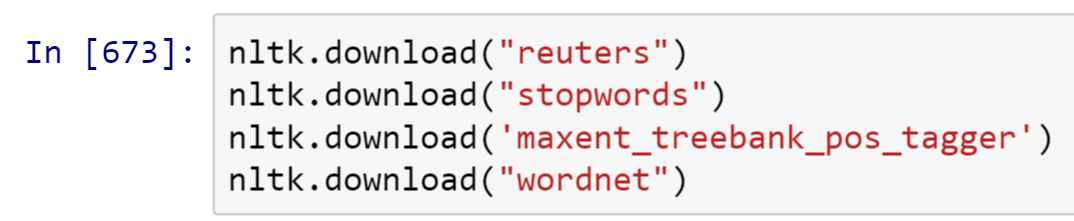 In [673]: nltk.download("reuters")
nltk.download("stopwords")
nltk.download('maxent_treebank_pos_tagger')
nltk.download("wordnet")